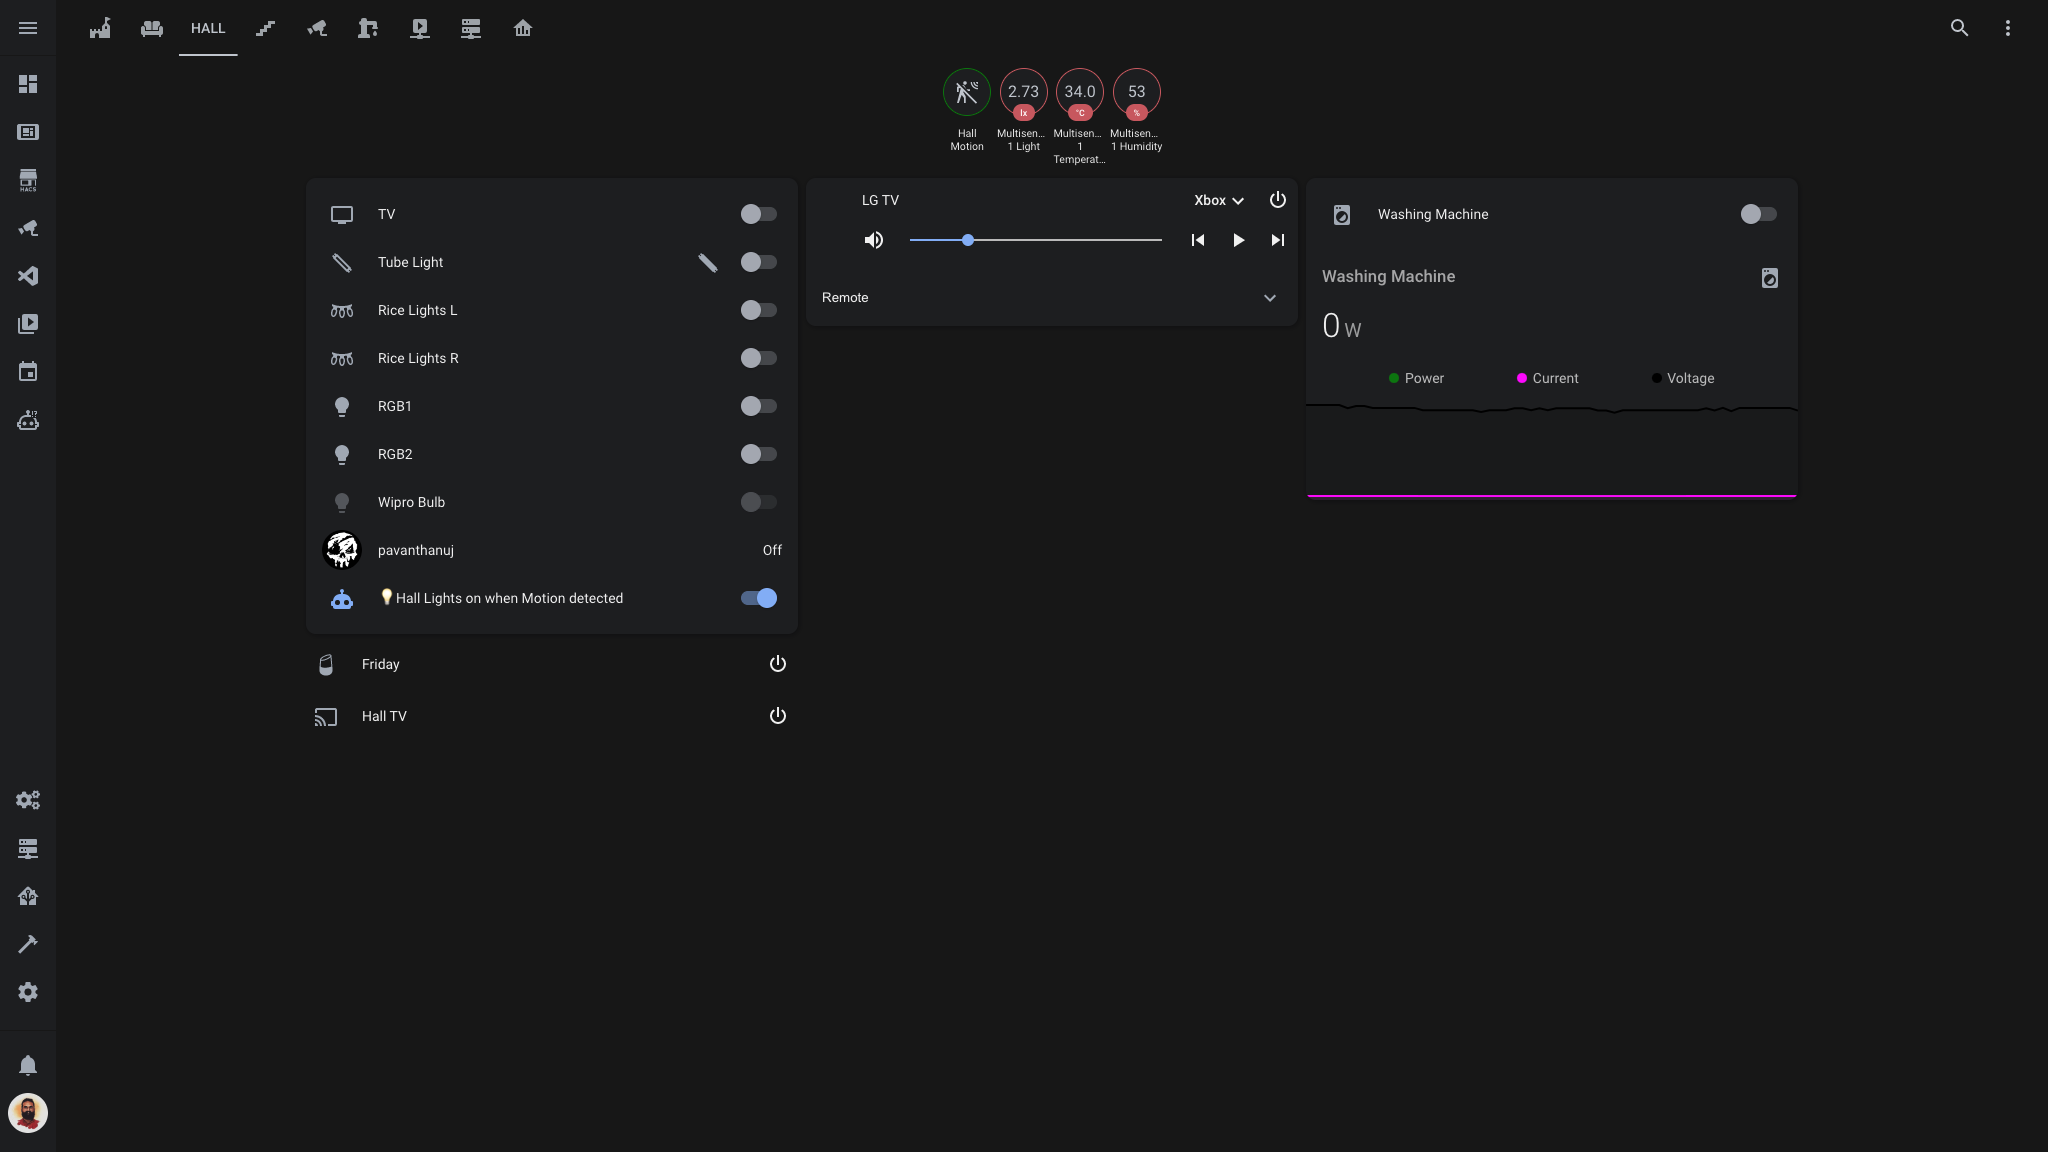 HALL
2.73
lx
34.0
°C
53
%
Hall
Motion
Multisen...
1 Light
Multisen...
1
Temperat...
Multisen...
1 Humidity
TV
Tube Light
Rice Lights L
Rice Lights R
RGB1
RGB2
Wipro Bulb
pavanthanuj Off
Hall Lights on when Motion detected
Friday
Hall TV
LG TV Xbox
Remote
Washing Machine
Washing Machine
0 W
Power Current Voltage
HACS